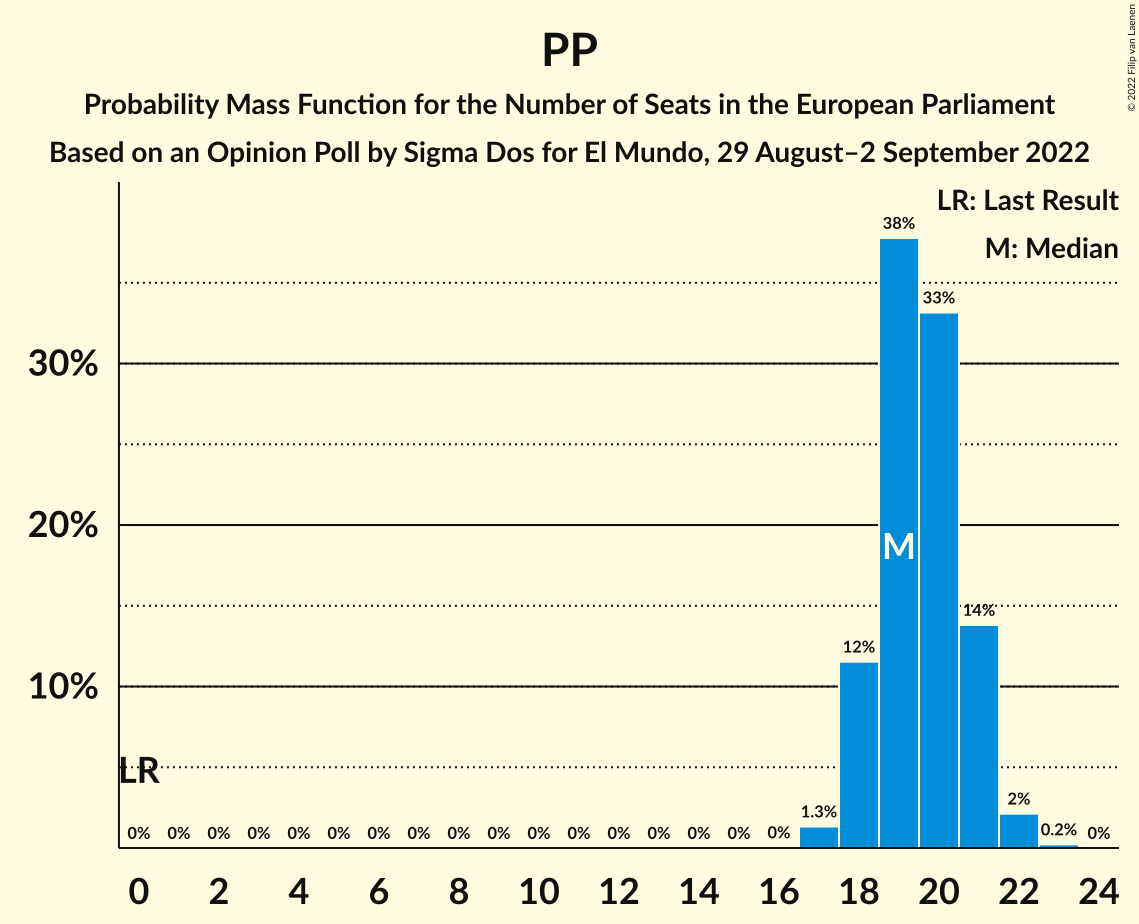 PP
Probability Mass Function for the Number of Seats in the European Parliament
Based on an Opinion Poll by Sigma Dos for El Mundo, 29 August–2 September 2022
© 2022 Filip van Laenen
LR: Last Result
M: Median
38%
33%
30%
20%
M
14%
12%
10%
LR
1.3%
2%
0.2%
0% 0% 0% 0% 0% 0% 0% 0% 0% 0% 0% 0% 0% 0% 0% 0% 0% 0%
0 2 4 6 8 10 12 14 16 18 20 22 24